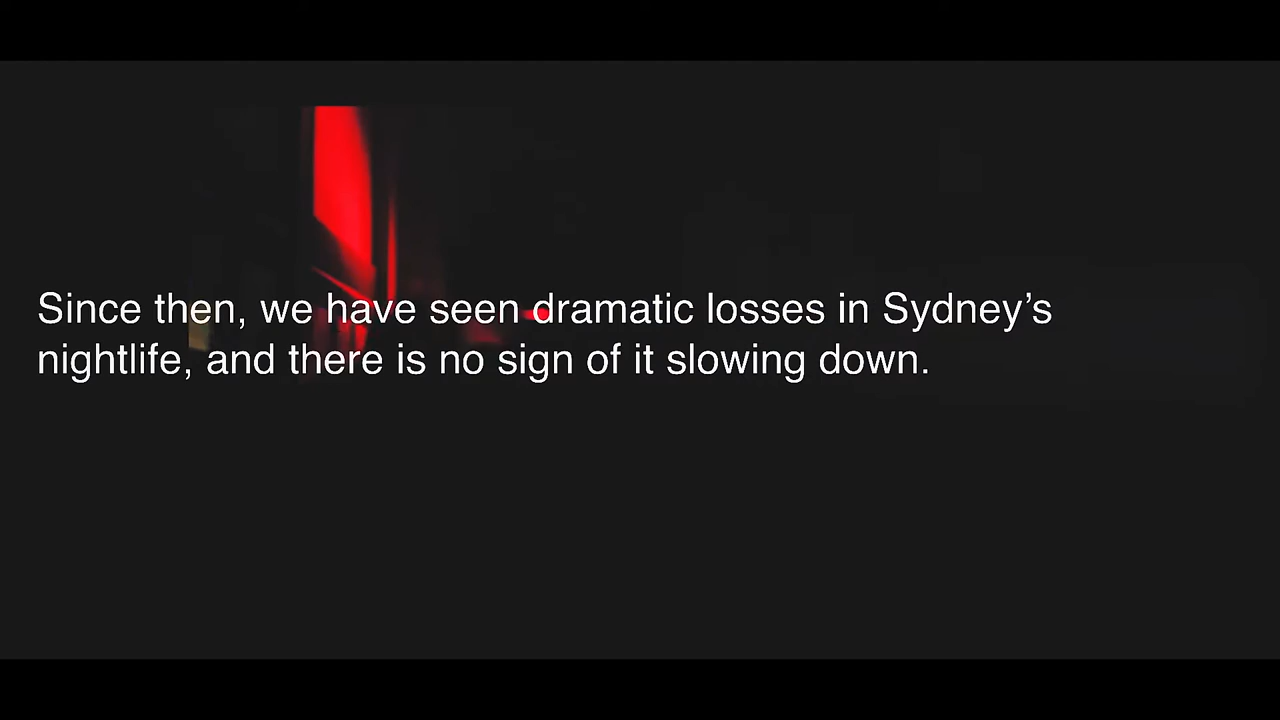 Since then, we have seen dramatic losses in Sydney’s
nightlife, and there is no sign of it slowing down.